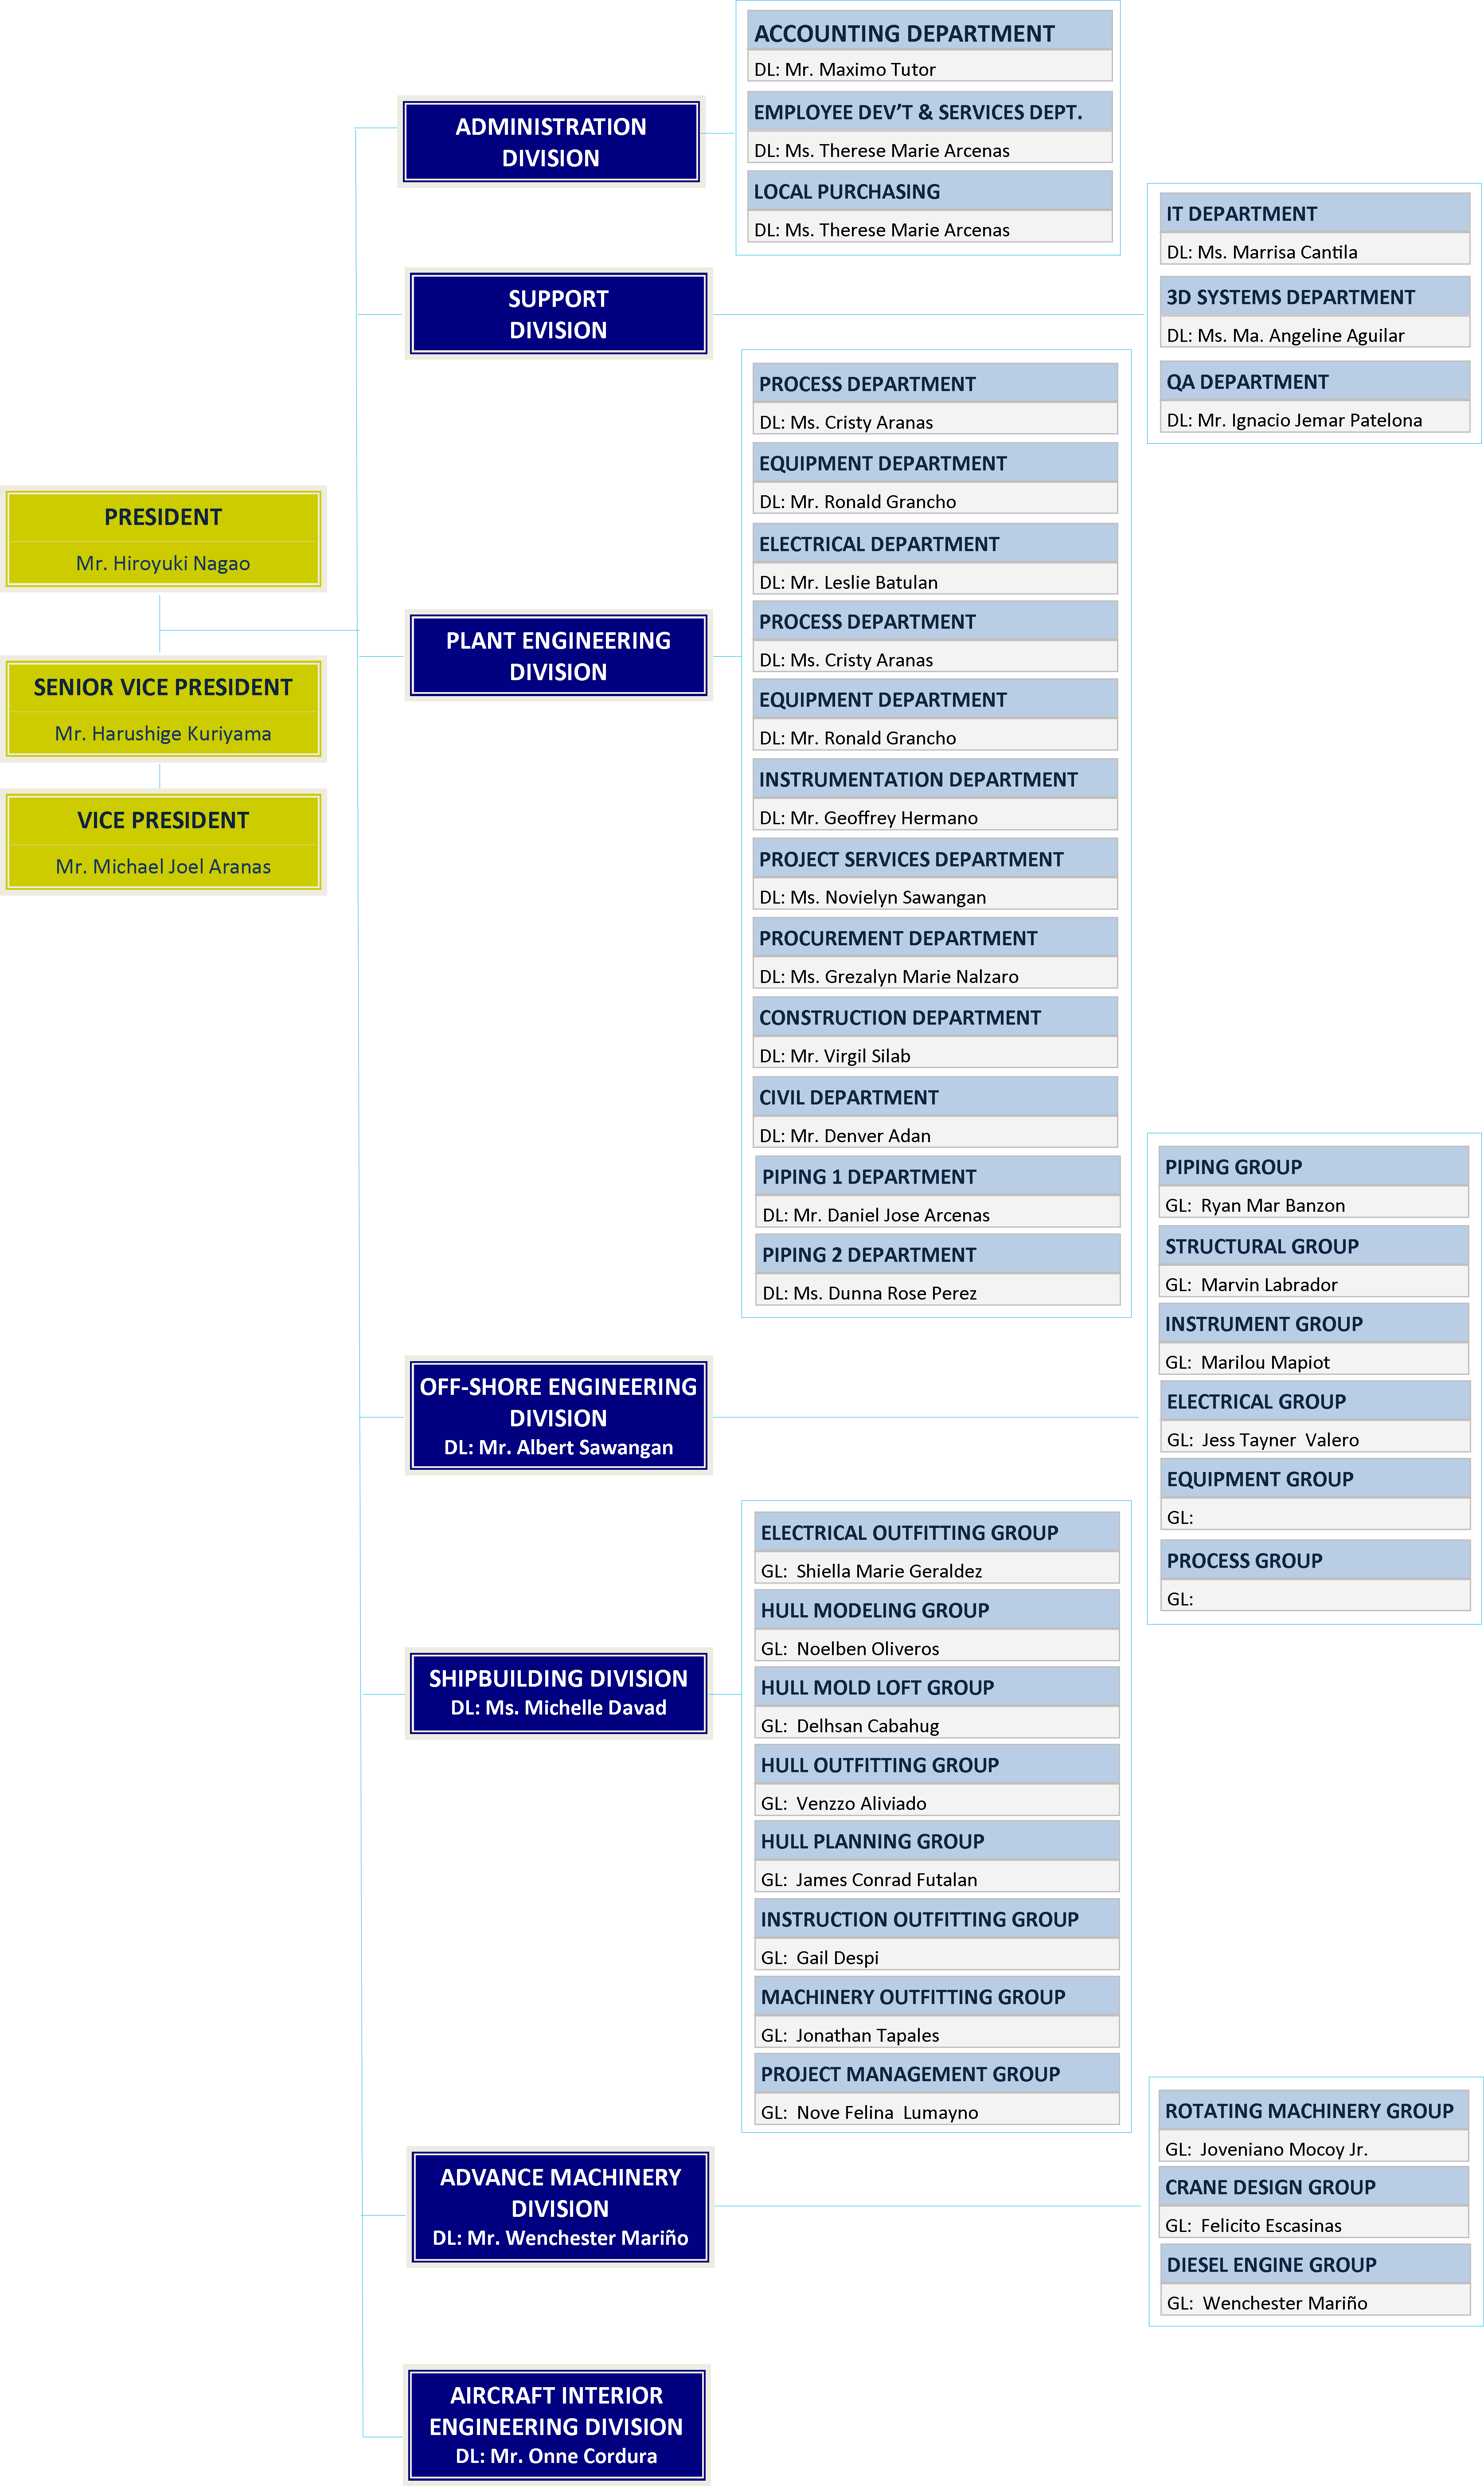 PRESIDENT
Mr. Hiroyuki Nagao
SENIOR VICE PRESIDENT
Mr. Harushige Kuriyama
VICE PRESIDENT
Mr. Michael Joel Aranas
ADMINISTRATION
DIVISION
ACCOUNTING DEPARTMENT
DL: Mr. Maximo Tutor
EMPLOYEE DEV’T & SERVICES DEPT.
DL: Ms. Therese Marie Arcenas
LOCAL PURCHASING
DL: Ms. Therese Marie Arcenas
SUPPORT
DIVISION
IT DEPARTMENT
DL: Ms. Marrisa Cantila
3D SYSTEMS DEPARTMENT
DL: Ms. Ma. Angeline Aguilar
QA DEPARTMENT
DL: Mr. Ignacio Jemar Patelona
PLANT ENGINEERING
DIVISION
PROCESS DEPARTMENT
DL: Ms. Cristy Aranas
EQUIPMENT DEPARTMENT
DL: Mr. Ronald Grancho
ELECTRICAL DEPARTMENT
DL: Mr. Leslie Batulan
PROCESS DEPARTMENT
DL: Ms. Cristy Aranas
EQUIPMENT DEPARTMENT
DL: Mr. Ronald Grancho
INSTRUMENTATION DEPARTMENT
DL: Mr. Geoffrey Hermano
PROJECT SERVICES DEPARTMENT
DL: Ms. Novielyn Sawangan
PROCUREMENT DEPARTMENT
DL: Ms. Grezalyn Marie Nalzaro
CONSTRUCTION DEPARTMENT
DL: Mr. Virgil Silab
CIVIL DEPARTMENT
DL: Mr. Denver Adan
PIPING 1 DEPARTMENT
DL: Mr. Daniel Jose Arcenas
PIPING 2 DEPARTMENT
DL: Ms. Dunna Rose Perez
OFF-SHORE ENGINEERING
DIVISION
DL: Mr. Albert Sawangan
PIPING GROUP
GL: Ryan Mar Banzon
STRUCTURAL GROUP
GL: Marvin Labrador
INSTRUMENT GROUP
GL: Marilou Mapiot
ELECTRICAL GROUP
GL: Jess Tayner Valero
EQUIPMENT GROUP
GL:
PROCESS GROUP
GL:
SHIPBUILDING DIVISION
DL: Ms. Michelle Davad
ELECTRICAL OUTFITTING GROUP
GL: Shiella Marie Geraldez
HULL MODELING GROUP
GL: Noelben Oliveros
HULL MOLD LOFT GROUP
GL: Delhsan Cabahug
HULL OUTFITTING GROUP
GL: Venzzo Aliviado
HULL PLANNING GROUP
GL: James Conrad Futalan
INSTRUCTION OUTFITTING GROUP
GL: Gail Despi
MACHINERY OUTFITTING GROUP
GL: Jonathan Tapales
PROJECT MANAGEMENT GROUP
GL: Nove Felina Lumayno
ADVANCE MACHINERY
DIVISION
DL: Mr. Wenchester Mariño
ROTATING MACHINERY GROUP
GL: Joveniano Mocoy Jr.
CRANE DESIGN GROUP
GL: Felicito Escasinas
DIESEL ENGINE GROUP
GL: Wenchester Mariño
AIRCRAFT INTERIOR
ENGINEERING DIVISION
DL: Mr. Onne Cordura